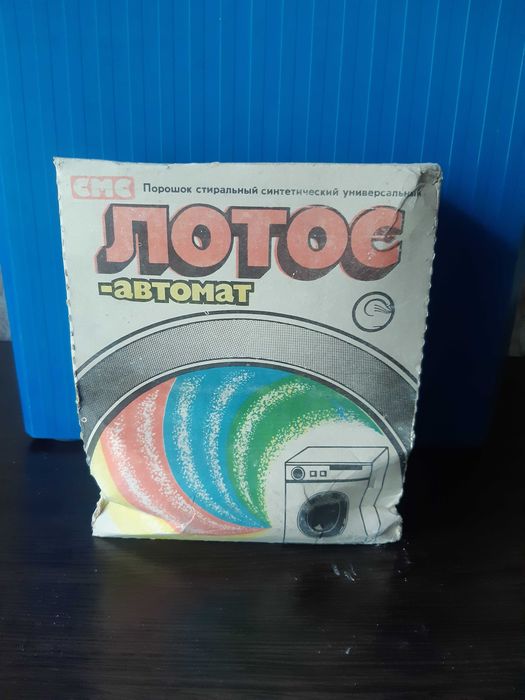 СМС Порошок стиральный синтетический универсальный
ЛОТОС
-автомат